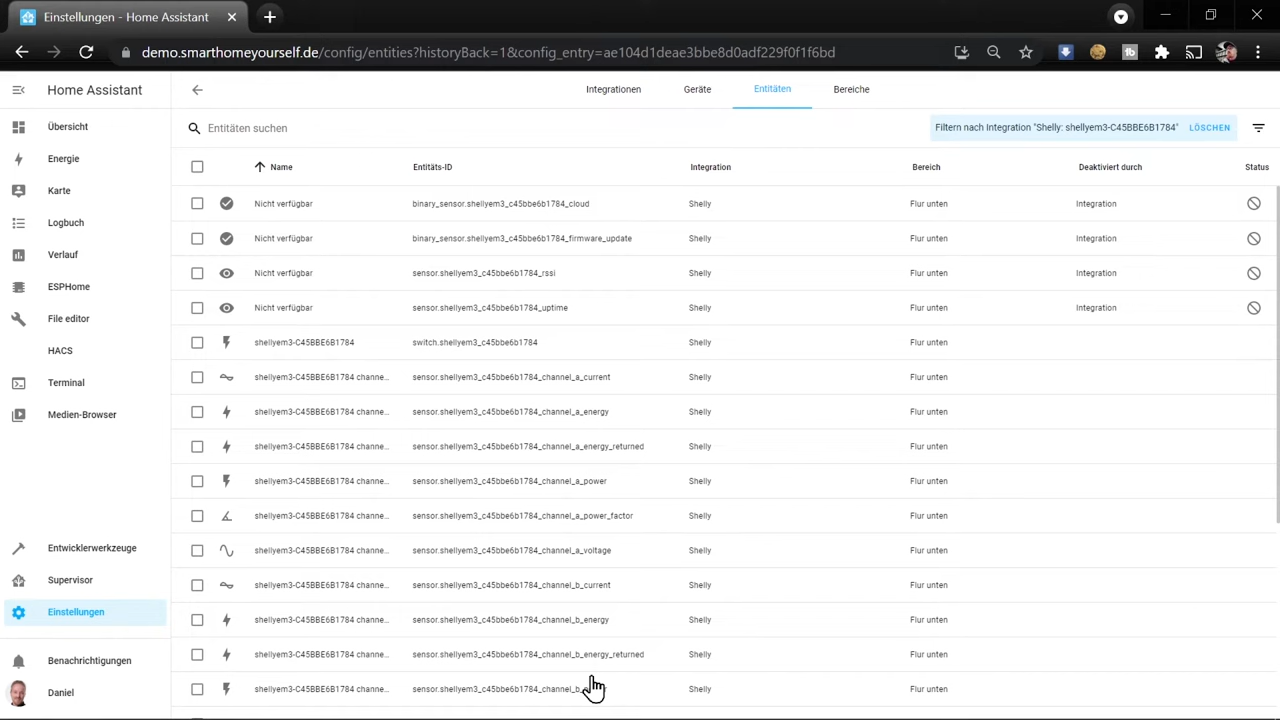 Einstellungen - Home Assistant
demo.smarthomeyourself.de/config/entities?historyBack=1&config_entry=ae104d1deae3bbe8d0adf229f0f1f6bd
Home Assistant
Integrationen Geräte Entitäten Bereiche
Übersicht
Energie
Karte
Logbuch
Verlauf
ESPHome
File editor
HACS
Terminal
Medien-Browser
Entwicklerwerkzeuge
Supervisor
Einstellungen
Benachrichtigungen
Daniel
Entitäten suchen
Filtern nach Integration "Shelly: shellyem3-C45BBE6B1784" LÖSCHEN
Name Entitäts-ID Integration Bereich Deaktiviert durch Status
Nicht verfügbar binary_sensor.shellyem3_c45bbe6b1784_cloud Shelly Flur unten Integration
Nicht verfügbar binary_sensor.shellyem3_c45bbe6b1784_firmware_update Shelly Flur unten Integration
Nicht verfügbar sensor.shellyem3_c45bbe6b1784_rssi Shelly Flur unten Integration
Nicht verfügbar sensor.shellyem3_c45bbe6b1784_uptime Shelly Flur unten Integration
shellyem3-C45BBE6B1784 switch.shellyem3_c45bbe6b1784 Shelly Flur unten
shellyem3-C45BBE6B1784 channe... sensor.shellyem3_c45bbe6b1784_channel_a_current Shelly Flur unten
shellyem3-C45BBE6B1784 channe... sensor.shellyem3_c45bbe6b1784_channel_a_energy Shelly Flur unten
shellyem3-C45BBE6B1784 channe... sensor.shellyem3_c45bbe6b1784_channel_a_energy_returned Shelly Flur unten
shellyem3-C45BBE6B1784 channe... sensor.shellyem3_c45bbe6b1784_channel_a_power Shelly Flur unten
shellyem3-C45BBE6B1784 channe... sensor.shellyem3_c45bbe6b1784_channel_a_power_factor Shelly Flur unten
shellyem3-C45BBE6B1784 channe... sensor.shellyem3_c45bbe6b1784_channel_a_voltage Shelly Flur unten
shellyem3-C45BBE6B1784 channe... sensor.shellyem3_c45bbe6b1784_channel_b_current Shelly Flur unten
shellyem3-C45BBE6B1784 channe... sensor.shellyem3_c45bbe6b1784_channel_b_energy Shelly Flur unten
shellyem3-C45BBE6B1784 channe... sensor.shellyem3_c45bbe6b1784_channel_b_energy_returned Shelly Flur unten
shellyem3-C45BBE6B1784 channe... Shelly Flur unten